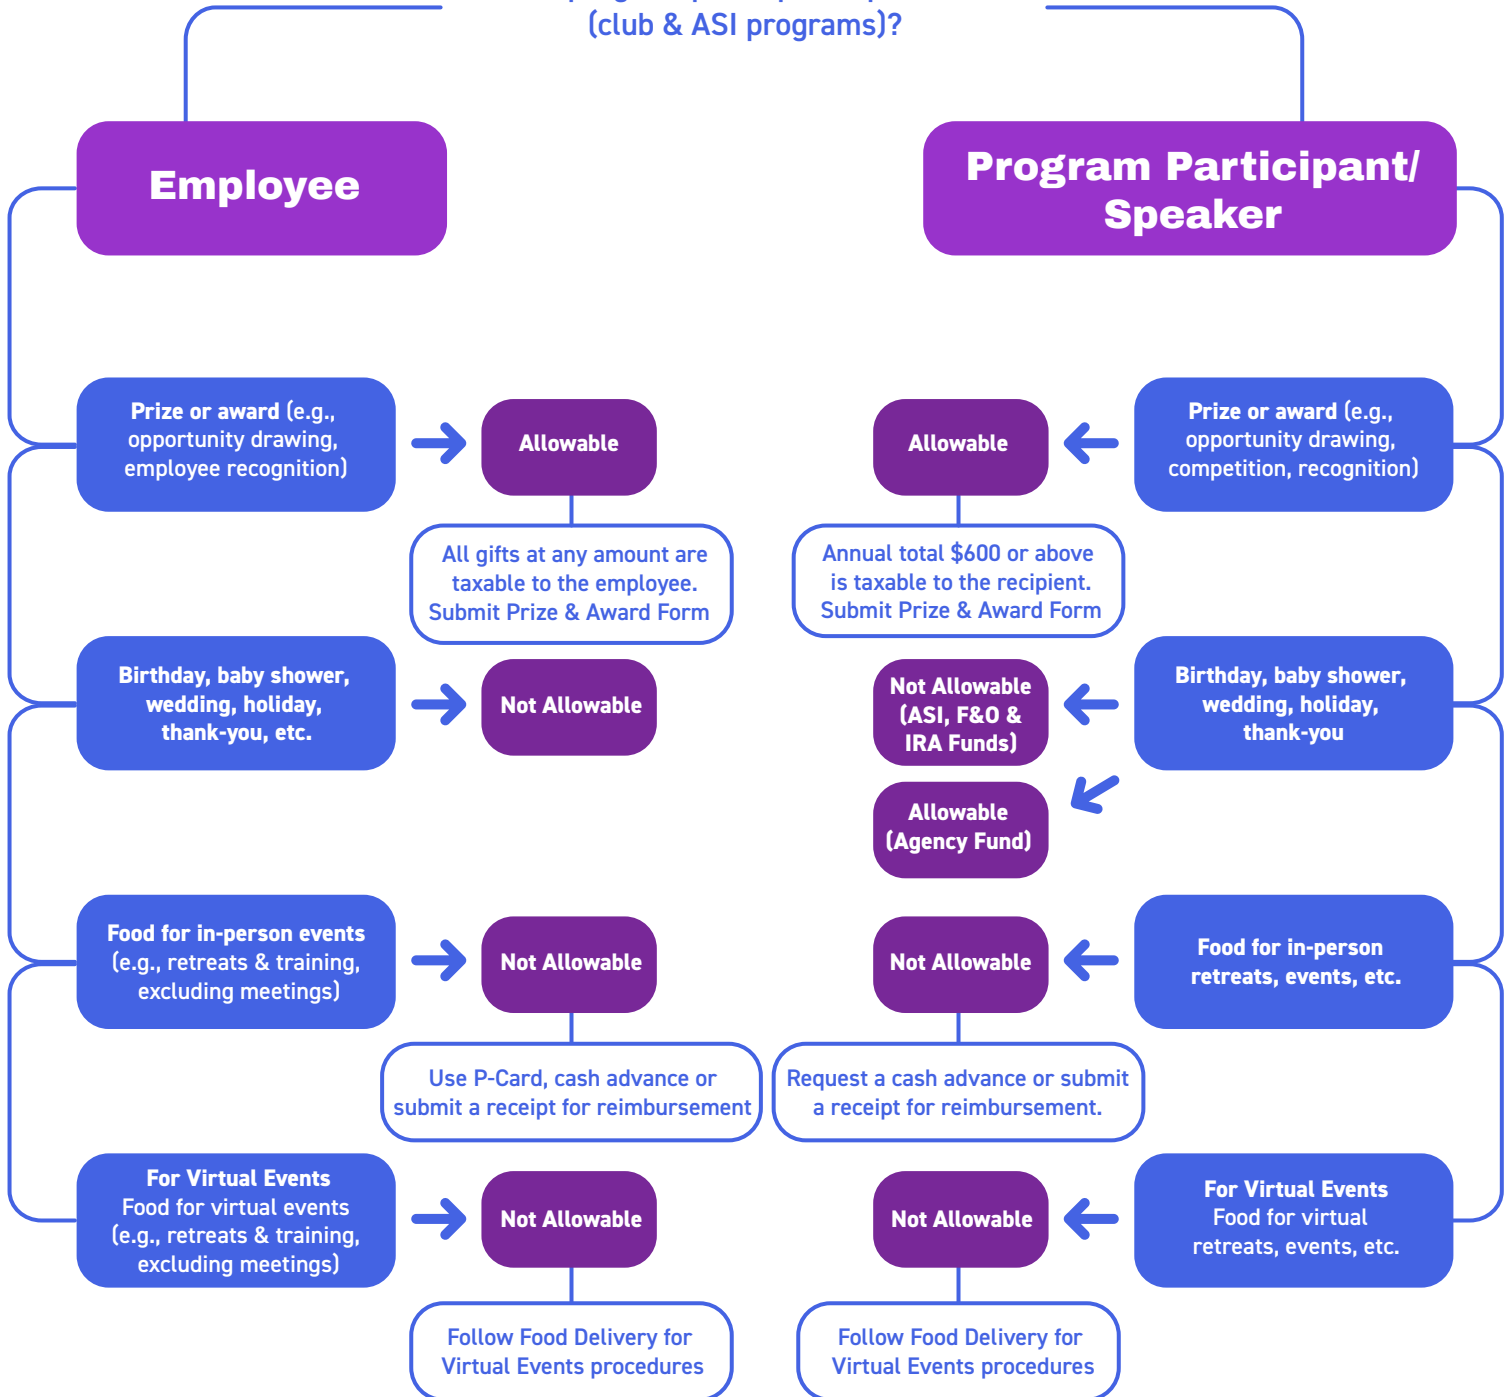 (club & ASI programs)?
Employee
Program Participant/
Speaker
Prize or award (e.g.,
opportunity drawing,
employee recognition)
Allowable
All gifts at any amount are
taxable to the employee.
Submit Prize & Award Form
Birthday, baby shower,
wedding, holiday,
thank-you, etc.
Not Allowable
Food for in-person events
(e.g., retreats & training,
excluding meetings)
Not Allowable
Use P-Card, cash advance or
submit a receipt for reimbursement
For Virtual Events
Food for virtual events
(e.g., retreats & training,
excluding meetings)
Not Allowable
Follow Food Delivery for
Virtual Events procedures
Prize or award (e.g.,
opportunity drawing,
competition, recognition)
Allowable
Annual total $600 or above
is taxable to the recipient.
Submit Prize & Award Form
Birthday, baby shower,
wedding, holiday,
thank-you
Not Allowable
(ASI, F&O &
IRA Funds)
Allowable
(Agency Fund)
Food for in-person
retreats, events, etc.
Not Allowable
Request a cash advance or submit
a receipt for reimbursement.
For Virtual Events
Food for virtual
retreats, events, etc.
Not Allowable
Follow Food Delivery for
Virtual Events procedures